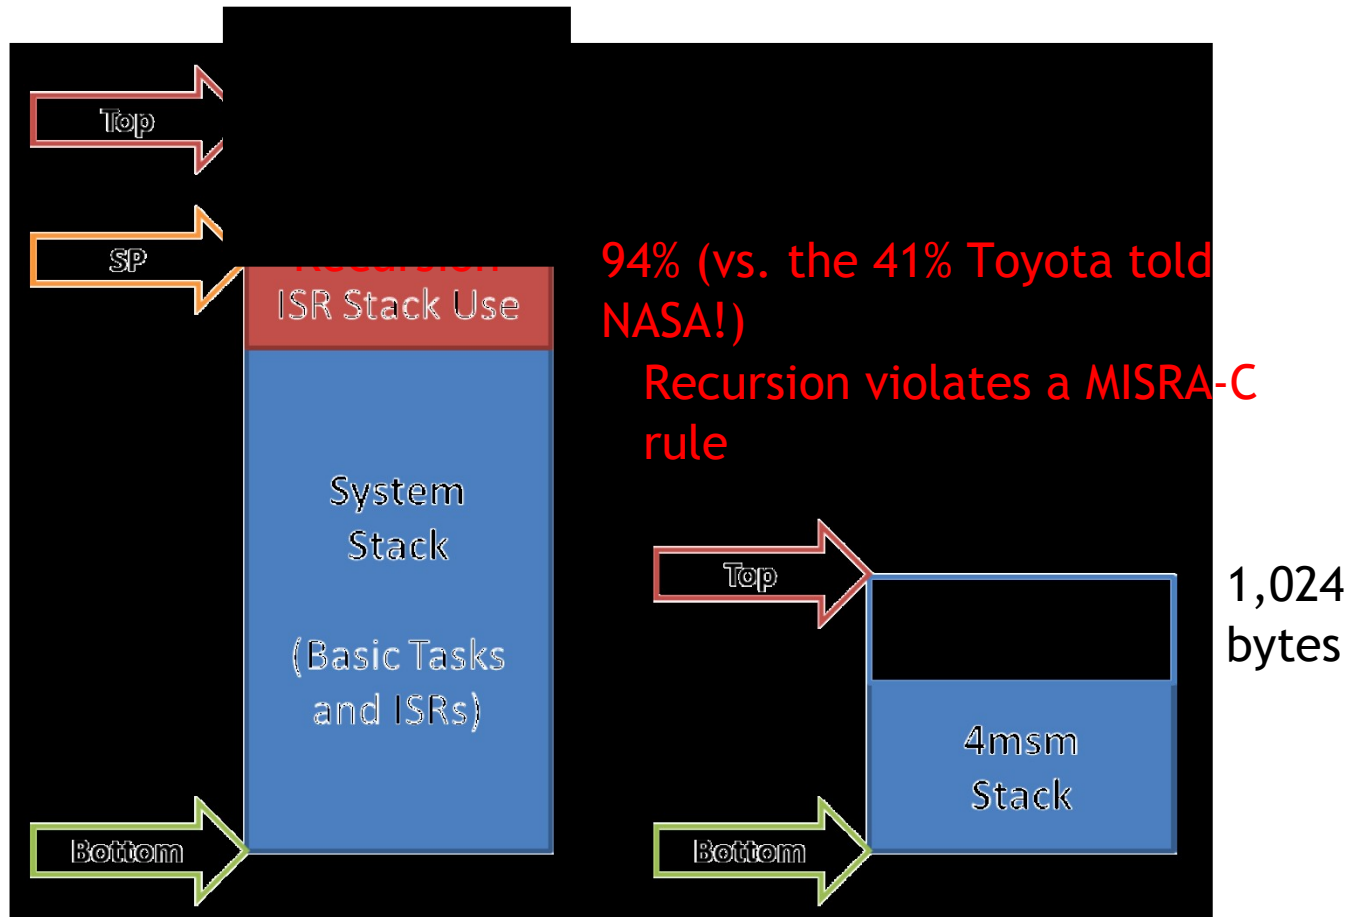 Top
SP
Recursion
ISR Stack Use
94% (vs. the 41% Toyota told
NASA!)
Recursion violates a MISRA-C
rule
System
Stack
(Basic Tasks
and ISRs)
Bottom
Top
1,024
bytes
4msm
Stack
Bottom